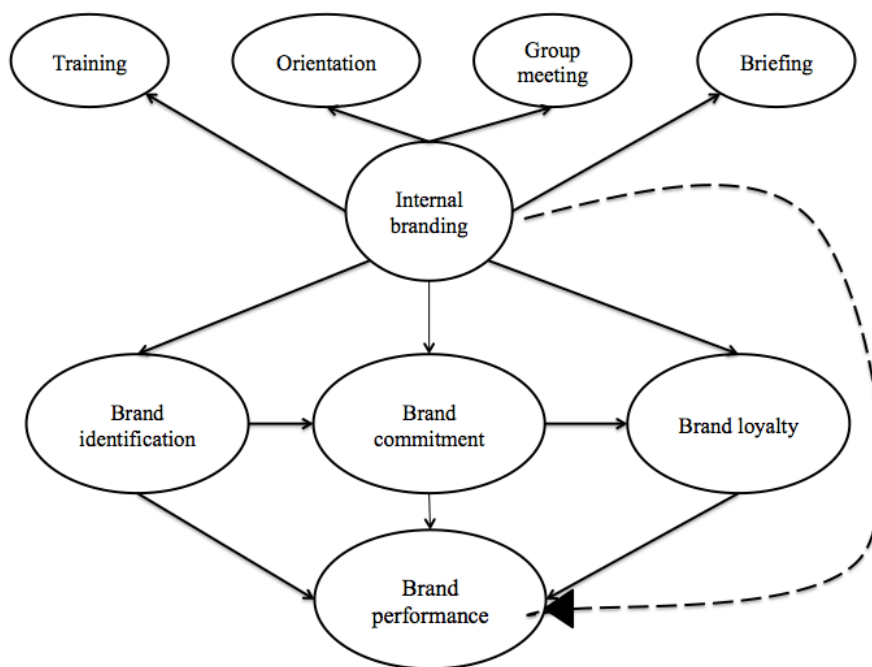 Training
Orientation
Group
meeting
Briefing
Internal
branding
Brand
identification
Brand
commitment
Brand loyalty
Brand
performance